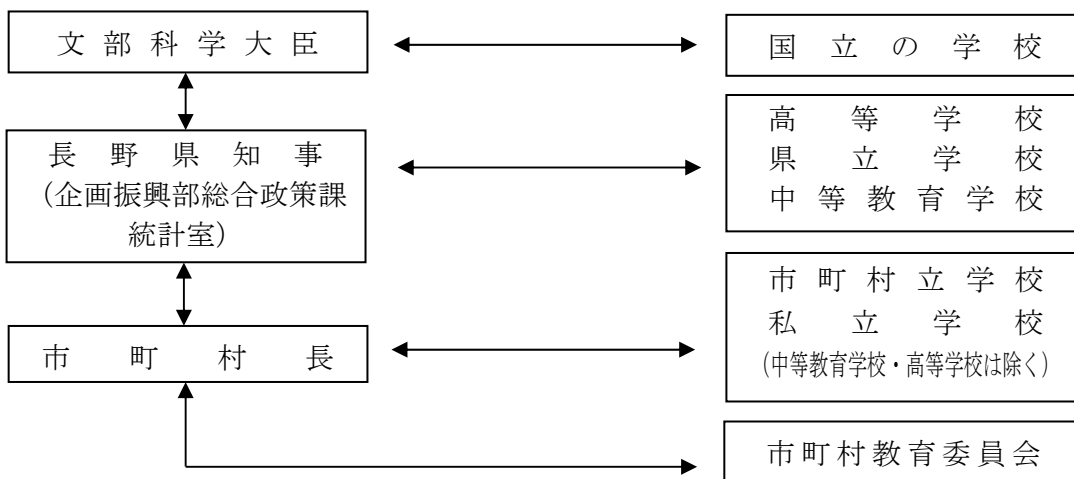 文部科学大臣
国立の学校
長野県知事
(企画振興部総合政策課
統計室)
高等学校
県立学校
中等教育学校
市町村長
市町村立学校
私立学校
(中等教育学校・高等学校は除く)
市町村教育委員会